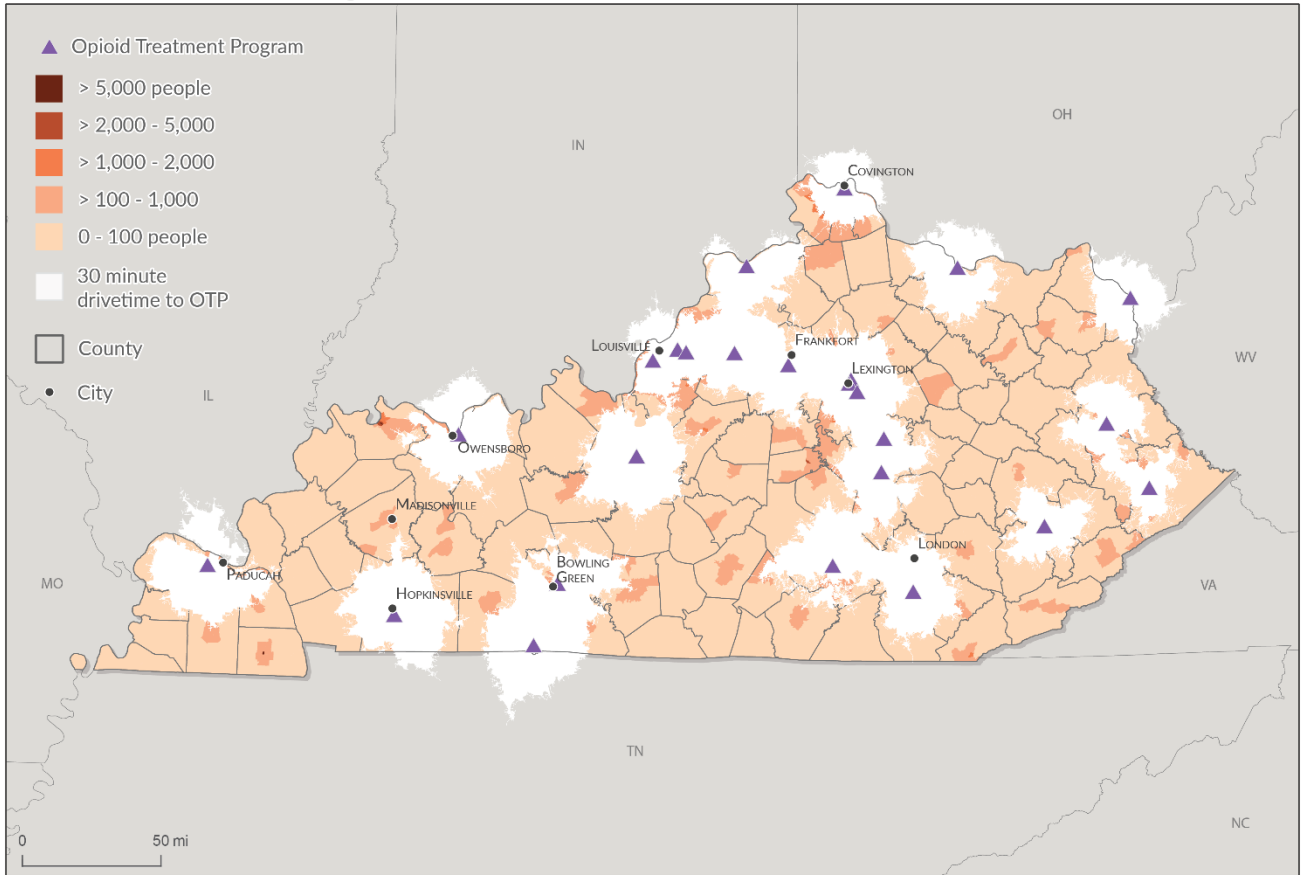 Opioid Treatment Program
> 5,000 people
> 2,000 - 5,000
> 1,000 - 2,000
> 100 - 1,000
0 - 100 people
30 minute
drivetime to OTP
County
City
OH
IN
COVINGTON
LOUISVILLE
FRANKFORT
LEXINGTON
WV
IL
OWENSBORO
MADISONVILLE
LONDON
BOWLING
GREEN
PADUCAH
MO
VA
HOPKINSVILLE
TN
NC
0 50 mi